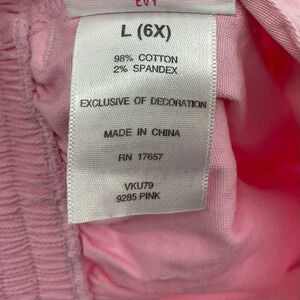 L (6X)
98% COTTON
2% SPANDEX
EXCLUSIVE OF DECORATION
MADE IN CHINA
RN 17657
VKU79
9285 PINK